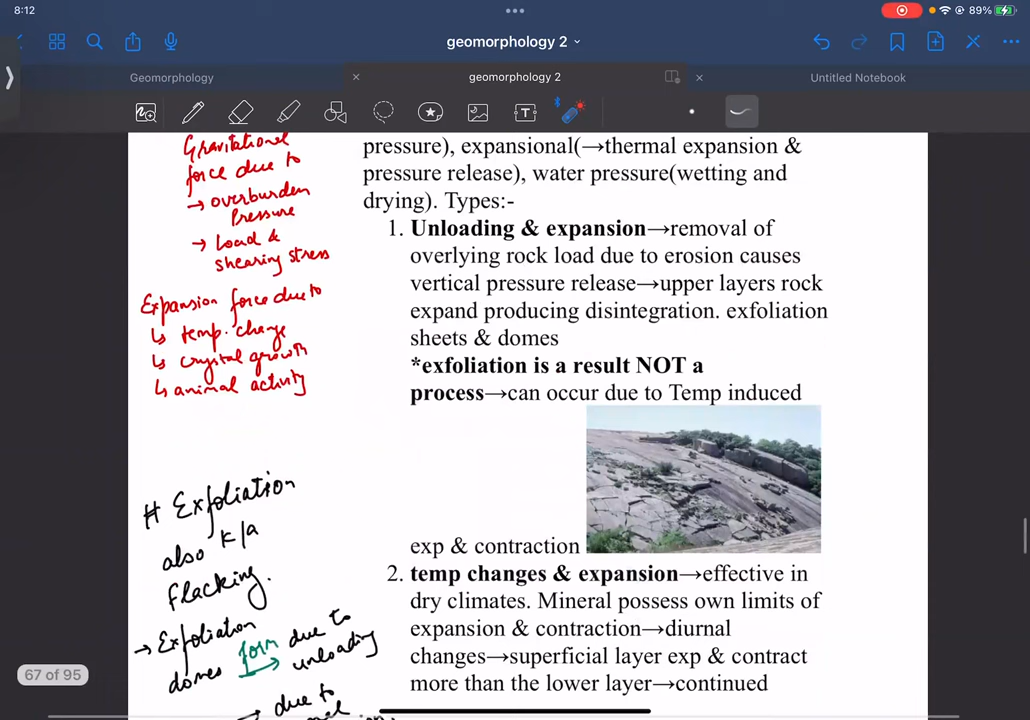 8:12
89%
geomorphology 2
Geomorphology
geomorphology 2
Untitled Notebook
Gravitational
force due to
→ overburden
Pressure
→ Load &
shearing stress
Expansion force due to
↳ temp. change
↳ crystal growth
↳ animal activity
# Exfoliation
also k/a
flacking.
→ Exfoliation
domes form due to
unloading
→ due to
pressure), expansional(→thermal expansion &
pressure release), water pressure(wetting and
drying). Types:-
1. Unloading & expansion→removal of
overlying rock load due to erosion causes
vertical pressure release→upper layers rock
expand producing disintegration. exfoliation
sheets & domes
*exfoliation is a result NOT a
process→can occur due to Temp induced
exp & contraction
2. temp changes & expansion→effective in
dry climates. Mineral possess own limits of
expansion & contraction→diurnal
changes→superficial layer exp & contract
more than the lower layer→continued
67 of 95